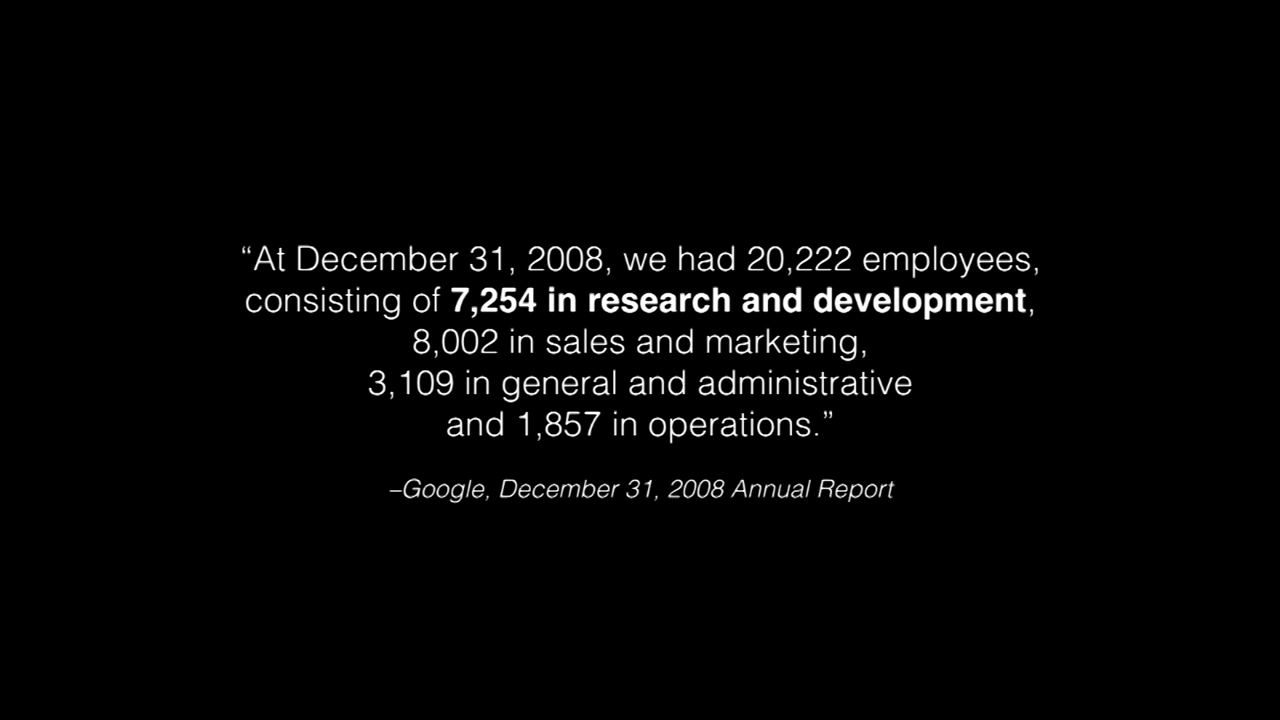 “At December 31, 2008, we had 20,222 employees,
consisting of 7,254 in research and development,
8,002 in sales and marketing,
3,109 in general and administrative
and 1,857 in operations.”
–Google, December 31, 2008 Annual Report